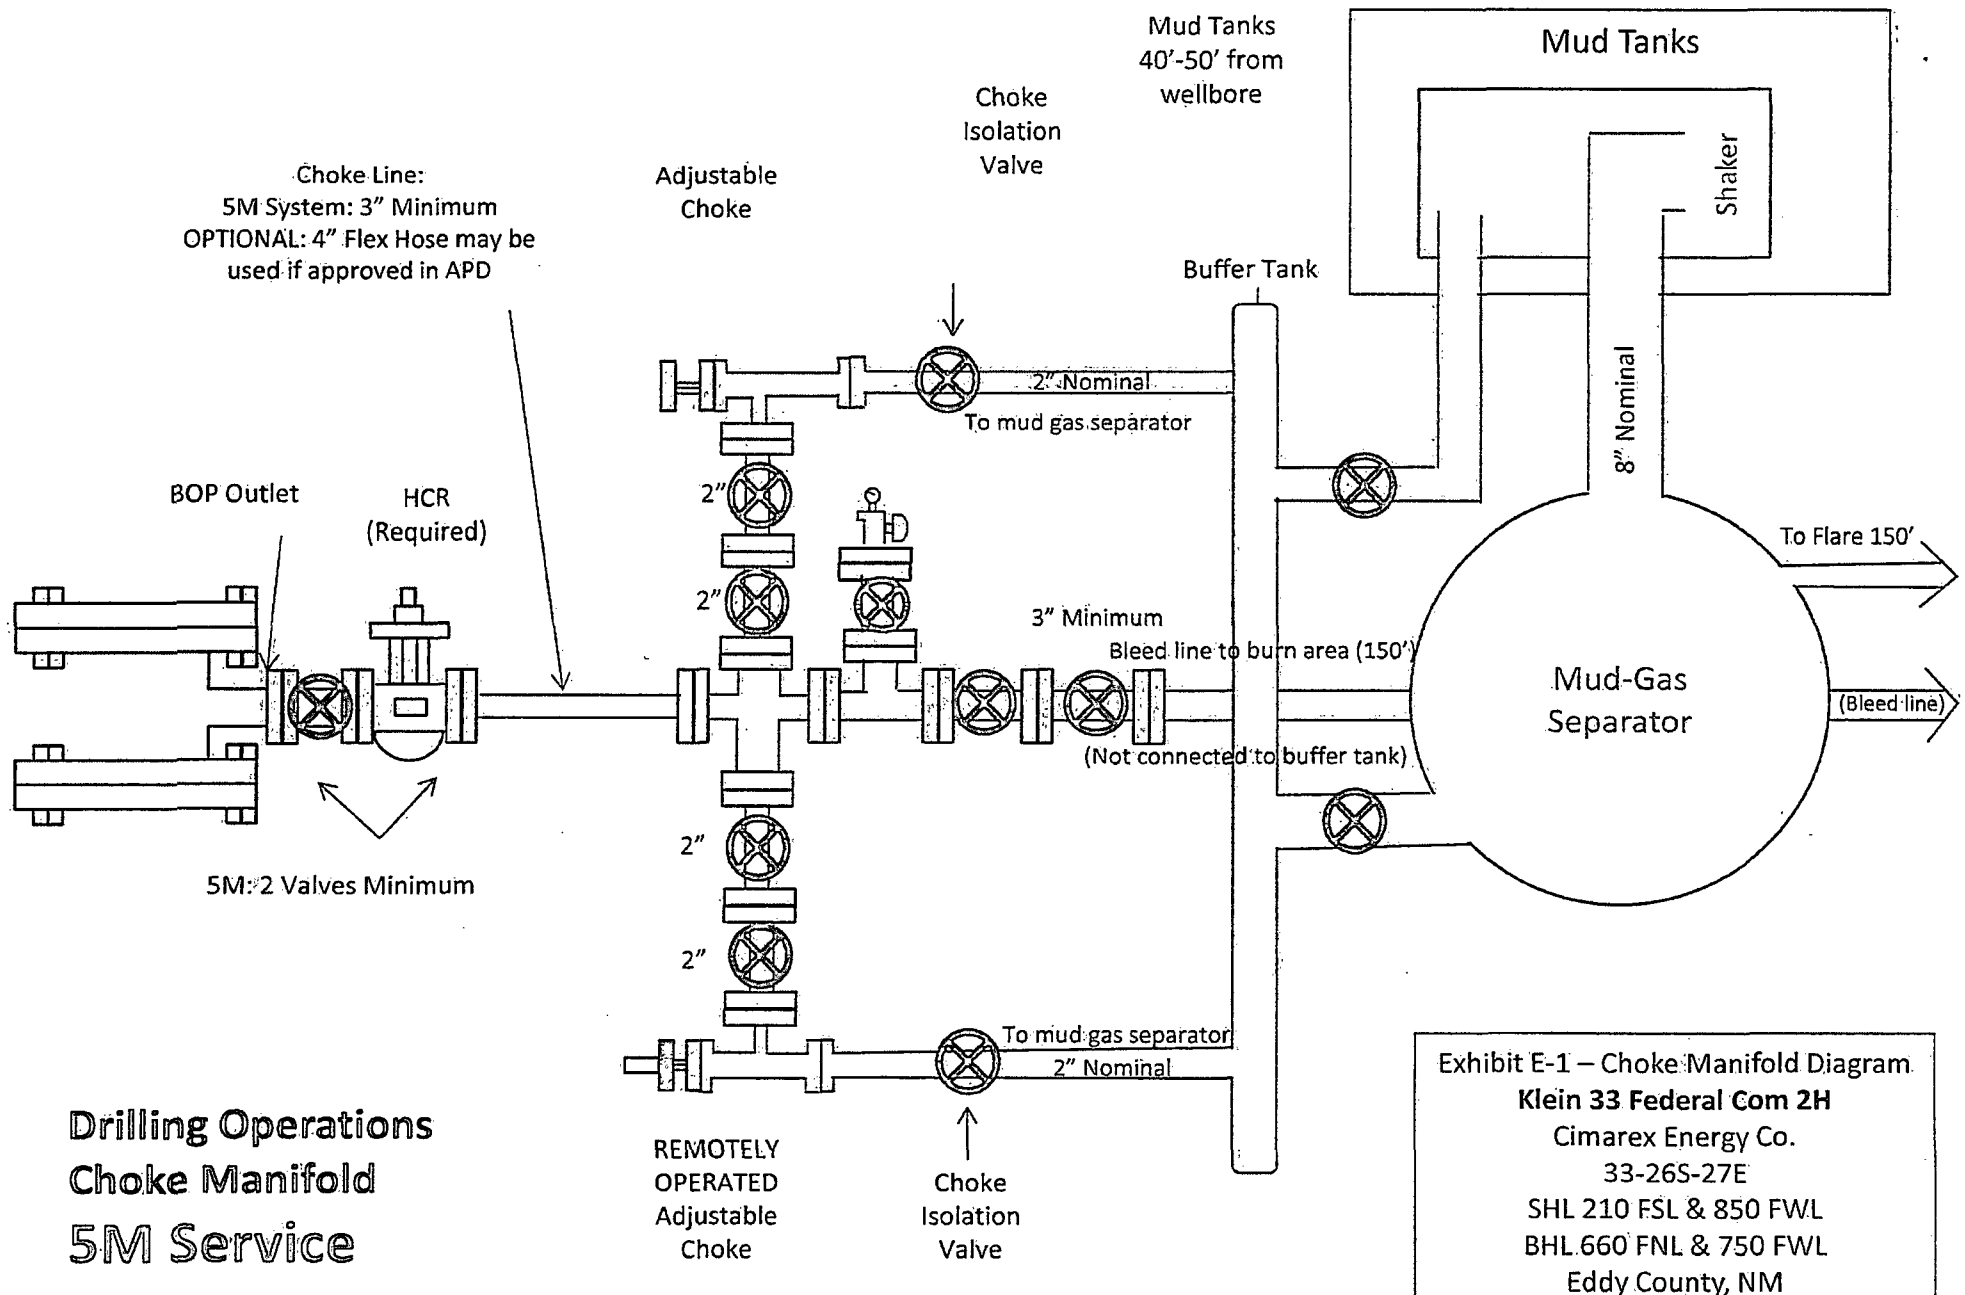 Mud Tanks
40'-50' from
wellbore
Mud Tanks
Shaker
Choke
Isolation
Valve
Choke Line:
5M System: 3" Minimum
OPTIONAL: 4" Flex Hose may be
used if approved in APD
Adjustable
Choke
Buffer Tank
2" Nominal
To mud gas separator
8" Nominal
BOP Outlet
HCR
(Required)
2"
2"
To Flare 150'
3" Minimum
Bleed line to burn area (150')
Mud-Gas
Separator
(Bleed line)
(Not connected to buffer tank)
5M: 2 Valves Minimum
2"
2"
To mud gas separator
2" Nominal
REMOTELY
OPERATED
Adjustable
Choke
Choke
Isolation
Valve
Drilling Operations
Choke Manifold
5M Service
Exhibit E-1 – Choke Manifold Diagram
Klein 33 Federal Com 2H
Cimarex Energy Co.
33-26S-27E
SHL 210 FSL & 850 FWL
BHL 660 FNL & 750 FWL
Eddy County, NM